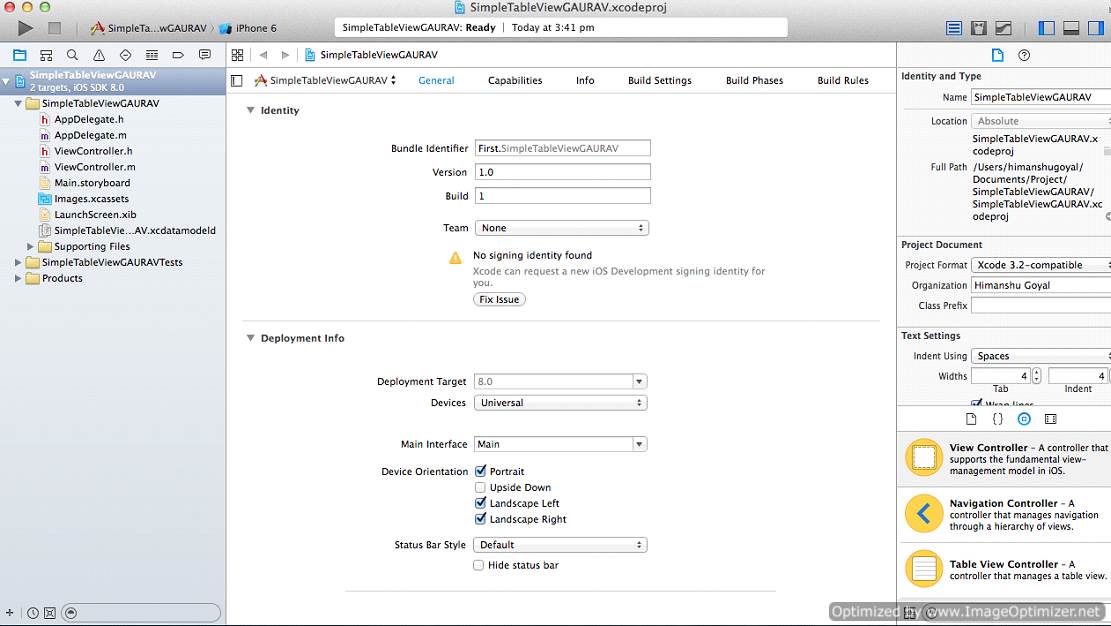 SimpleTableViewGAURAV.xcodeproj
SimpleTa...wGAURAV
iPhone 6
SimpleTableViewGAURAV: Ready | Today at 3:41 pm
SimpleTableViewGAURAV
2 targets, iOS SDK 8.0
SimpleTableViewGAURAV
AppDelegate.h
AppDelegate.m
ViewController.h
ViewController.m
Main.storyboard
Images.xcassets
LaunchScreen.xib
SimpleTableVie...AV.xcdatamodeld
Supporting Files
SimpleTableViewGAURAVTests
Products
SimpleTableViewGAURAV
SimpleTableViewGAURAV
General
Capabilities
Info
Build Settings
Build Phases
Build Rules
Identity
Bundle Identifier First.SimpleTableViewGAURAV
Version 1.0
Build 1
Team None
No signing identity found
Xcode can request a new iOS Development signing identity for
you.
Fix Issue
Deployment Info
Deployment Target 8.0
Devices Universal
Main Interface Main
Device Orientation Portrait
Upside Down
Landscape Left
Landscape Right
Status Bar Style Default
Hide status bar
Identity and Type
Name SimpleTableViewGAURAV
Location Absolute
SimpleTableViewGAURAV.x
codeproj
Full Path /Users/himanshugoyal/
Documents/Project/
SimpleTableViewGAURAV/
SimpleTableViewGAURAV.xc
odeproj
Project Document
Project Format Xcode 3.2-compatible
Organization Himanshu Goyal
Class Prefix
Text Settings
Indent Using Spaces
Widths 4 4
Tab Indent
Wrap lines
{}
View Controller - A controller that
supports the fundamental view-
management model in iOS.
Navigation Controller - A
controller that manages navigation
through a hierarchy of views.
Table View Controller - A
controller that manages a table view.
Optimized by www.ImageOptimizer.net